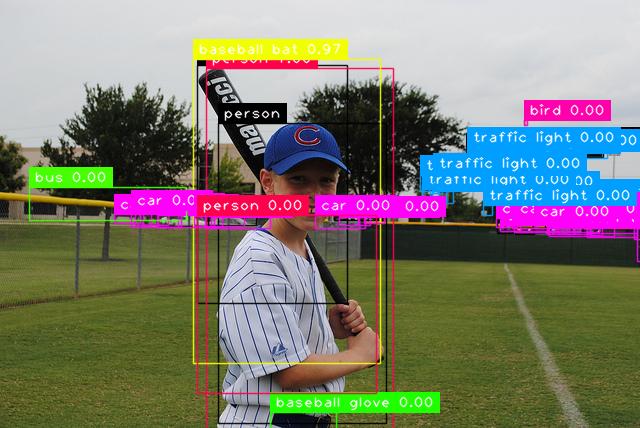 baseball bat 0.97
person 1.00
person
bird 0.00
traffic light 0.00
traffic light 0.00
traffic light 0.00
traffic light 0.00
bus 0.00
car 0.0
person 0.00
car 0.00
0.00
car 0.00
baseball glove 0.00
C
macci